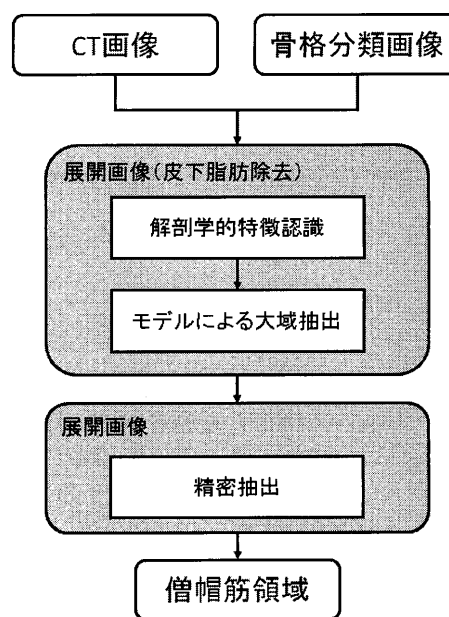 CT画像
骨格分類画像
展開画像(皮下脂肪除去)
解剖学的特徴認識
モデルによる大域抽出
展開画像
精密抽出
僧帽筋領域